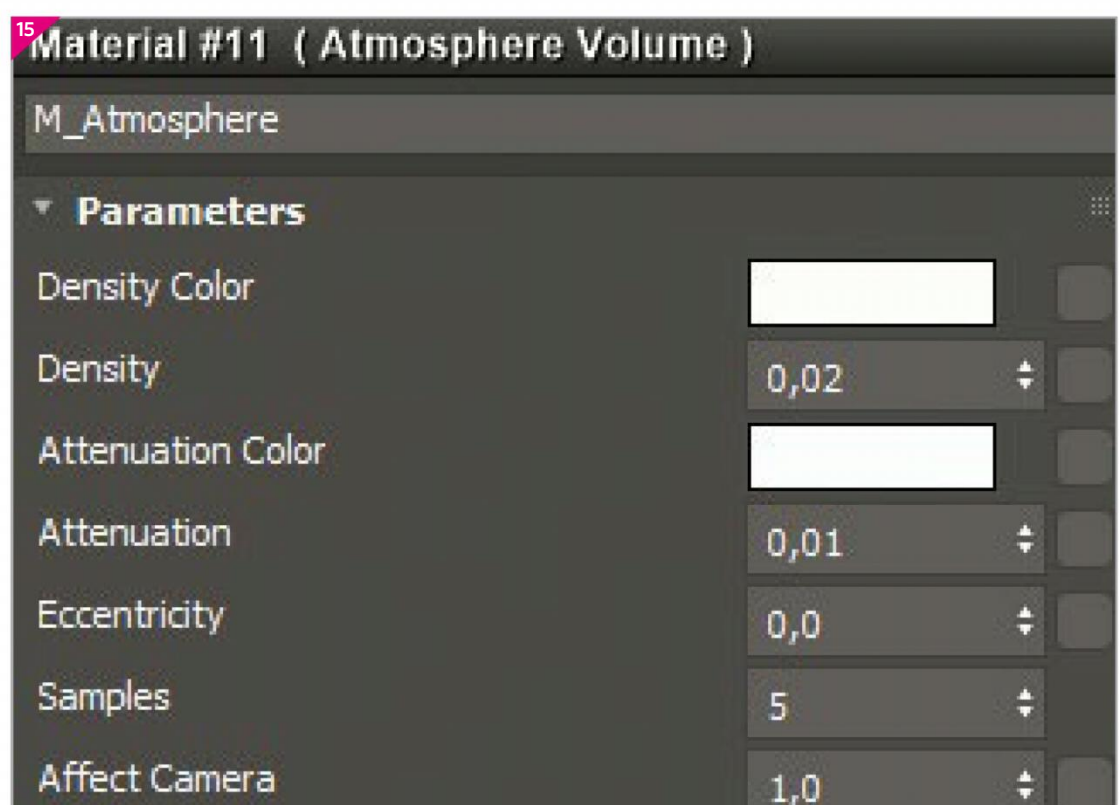 15
Material #11 ( Atmosphere Volume )
M_Atmosphere
Parameters
Density Color
Density 0,02
Attenuation Color
Attenuation 0,01
Eccentricity 0,0
Samples 5
Affect Camera 1,0